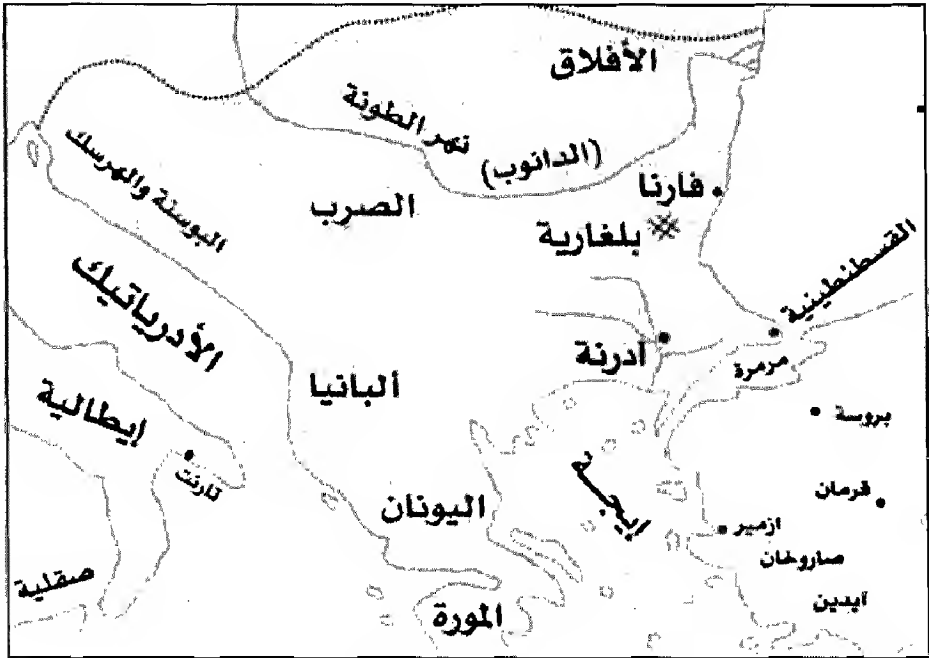 الأفلاق
نهر الطونة
(الدانوب)
البوسنة والهرسك
الصرب
فارنا
بلغارية
القسطنطينية
الأدرياتيك
أدرنة
مرمرة
ألبانيا
إيطالية
بروسة
تارنت
إيجه
قرمان
اليونان
ازمير
صاروخان
صقلية
المورة
آيدين